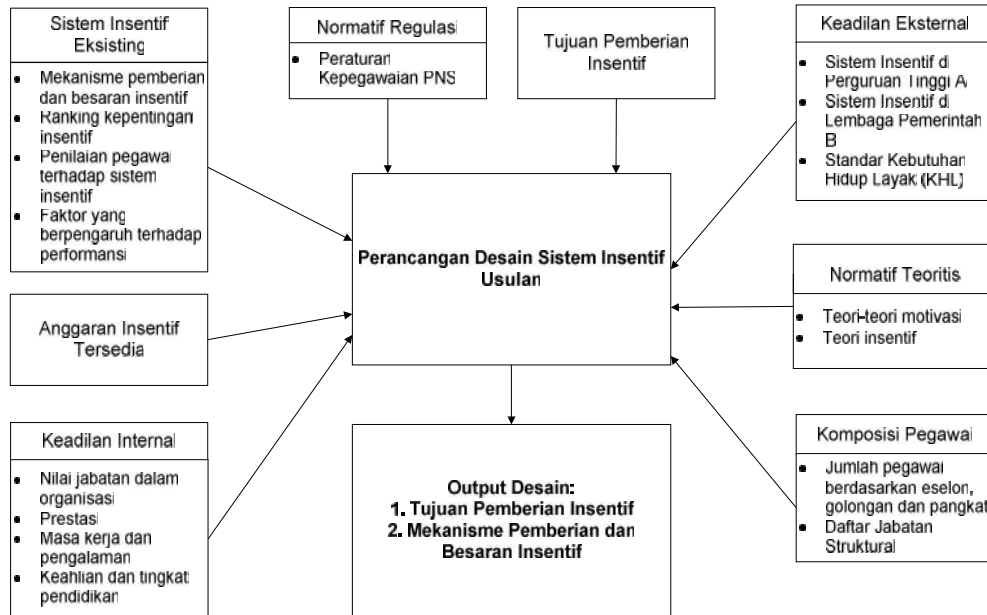 Sistem Insentif
Eksisting
• Mekanisme pemberian
dan besaran insentif
• Ranking kepentingan
insentif
• Penilaian pegawai
terhadap sistem
insentif
• Faktor yang
berpengaruh terhadap
performansi
Normatif Regulasi
• Peraturan
Kepegawaian PNS
Tujuan Pemberian
Insentif
Keadilan Eksternal
• Sistem Insentif di
Perguruan Tinggi A
• Sistem Insentif di
Lembaga Pemerintah
B
• Standar Kebutuhan
Hidup Layak (KHL)
Perancangan Desain Sistem Insentif
Usulan
Anggaran Insentif
Tersedia
Normatif Teoritis
• Teori-teori motivasi
• Teori insentif
Keadilan Internal
• Nilai jabatan dalam
organisasi
• Prestasi
• Masa kerja dan
pengalaman
• Keahlian dan tingkat
pendidikan
Output Desain:
1. Tujuan Pemberian Insentif
2. Mekanisme Pemberian dan
Besaran Insentif
Komposisi Pegawai
• Jumlah pegawai
berdasarkan eselon,
golongan dan pangkat
• Daftar Jabatan
Struktural